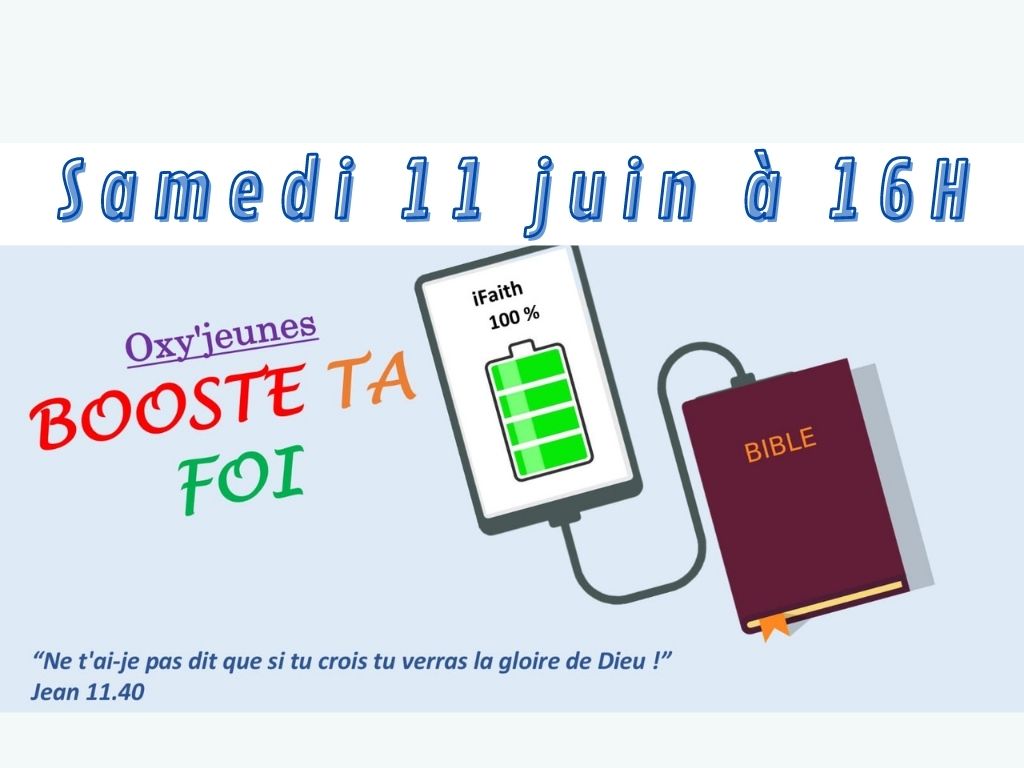 Samedi 11 juin à 16H
iFaith
100 %
Oxy'jeunes
BOOSTE TA
FOI
BIBLE
“Ne t'ai-je pas dit que si tu crois tu verras la gloire de Dieu !”
Jean 11.40